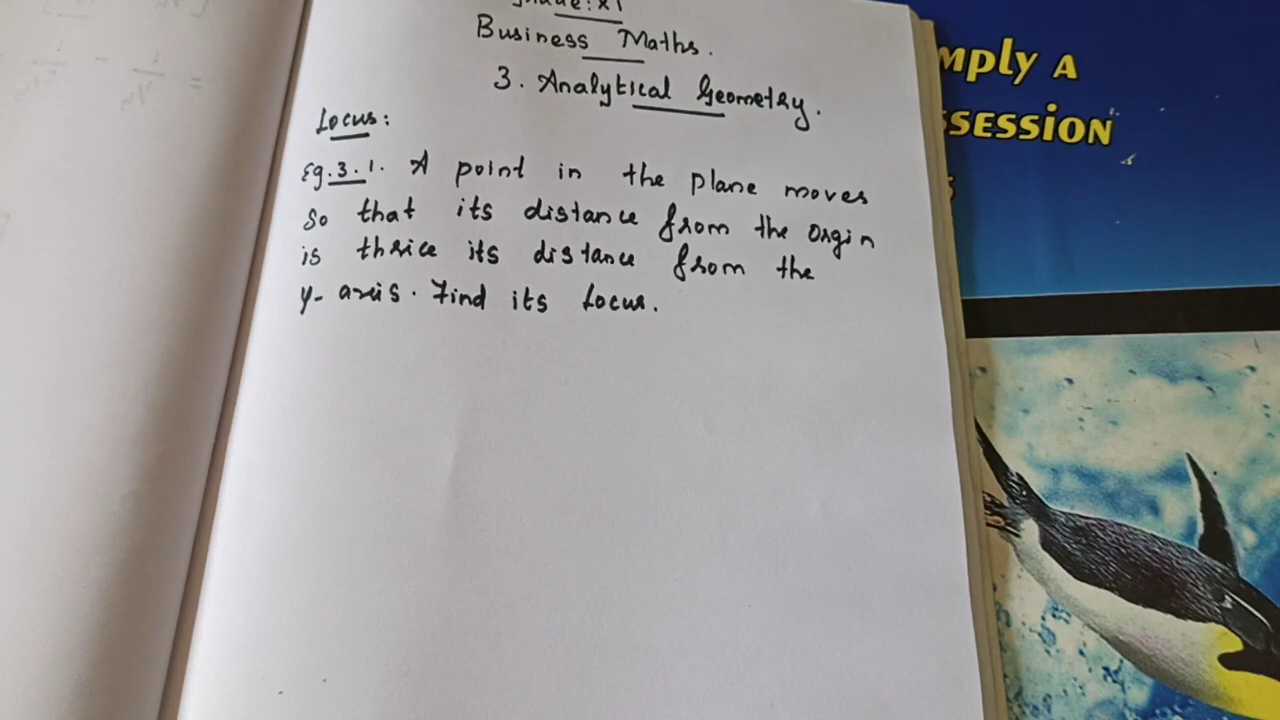 Business Maths.
3. Analytical Geometry.
Locus:
Eg.3.1. A point in the plane moves
so that its distance from the orgin
is thrice its distance from the
y- axis. Find its locus.
MPLY A
SESSION